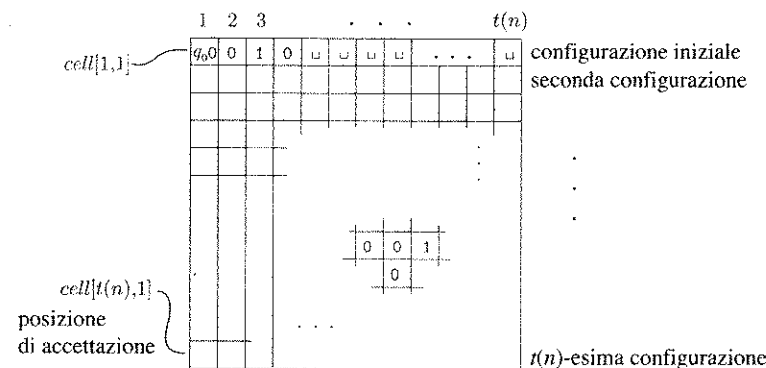 1 2 3 . . . t(n)
q₀0 0 1 0 ⊔ ⊔ ⊔ ⊔ . . . ⊔ configurazione iniziale
cell[1,1]
seconda configurazione
0 0 1
0
cell[t(n),1]
posizione
. . .
di accettazione
t(n)-esima configurazione